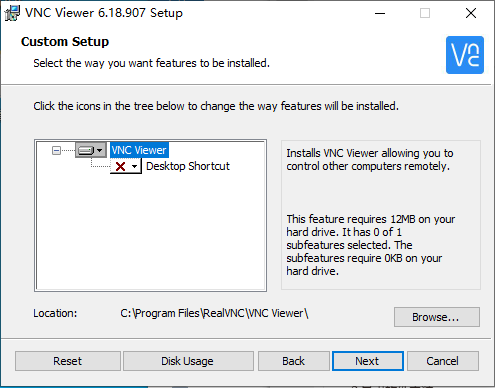 VNC Viewer 6.18.907 Setup
Custom Setup
Select the way you want features to be installed.
Click the icons in the tree below to change the way features will be installed.
VNC Viewer
Desktop Shortcut
Installs VNC Viewer allowing you to
control other computers remotely.
This feature requires 12MB on your
hard drive. It has 0 of 1
subfeatures selected. The
subfeatures require 0KB on your
hard drive.
Location:
C:\Program Files\RealVNC\VNC Viewer\
Browse...
Reset
Disk Usage
Back
Next
Cancel